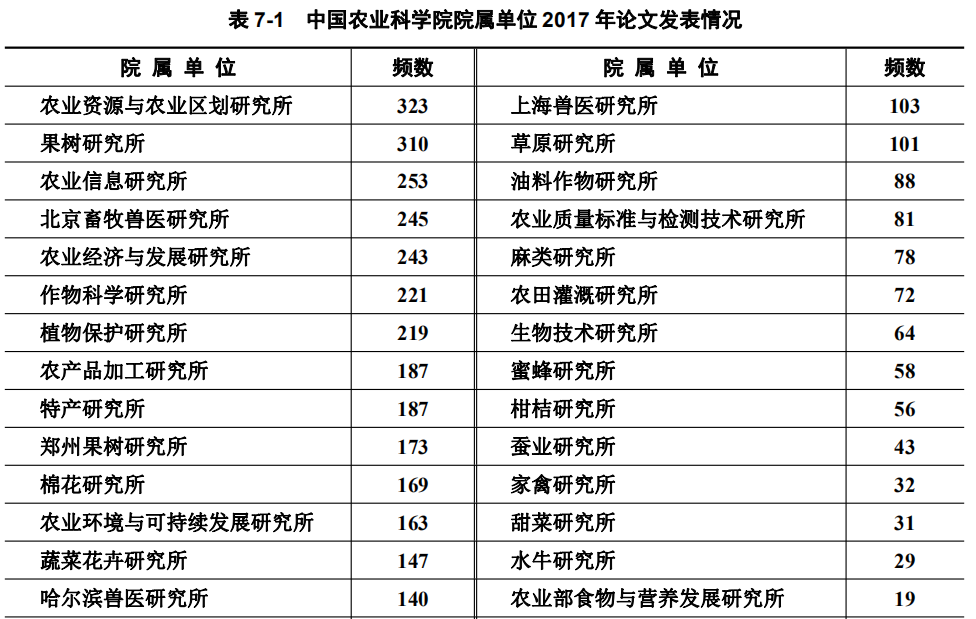 表 7-1 中国农业科学院院属单位 2017 年论文发表情况
院 属 单 位 频数 院 属 单 位 频数
农业资源与农业区划研究所 323 上海兽医研究所 103
果树研究所 310 草原研究所 101
农业信息研究所 253 油料作物研究所 88
北京畜牧兽医研究所 245 农业质量标准与检测技术研究所 81
农业经济与发展研究所 243 麻类研究所 78
作物科学研究所 221 农田灌溉研究所 72
植物保护研究所 219 生物技术研究所 64
农产品加工研究所 187 蜜蜂研究所 58
特产研究所 187 柑桔研究所 56
郑州果树研究所 173 蚕业研究所 43
棉花研究所 169 家禽研究所 32
农业环境与可持续发展研究所 163 甜菜研究所 31
蔬菜花卉研究所 147 水牛研究所 29
哈尔滨兽医研究所 140 农业部食物与营养发展研究所 19